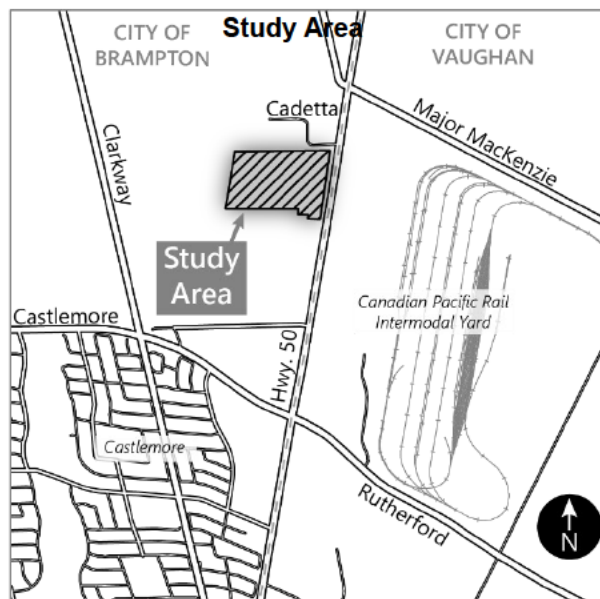 Study Area
CITY OF
BRAMPTON
CITY OF
VAUGHAN
Cadetta
Major MacKenzie
Clarkway
Study
Area
Canadian Pacific Rail
Intermodal Yard
Castlemore
Hwy. 50
Castlemore
Rutherford
N